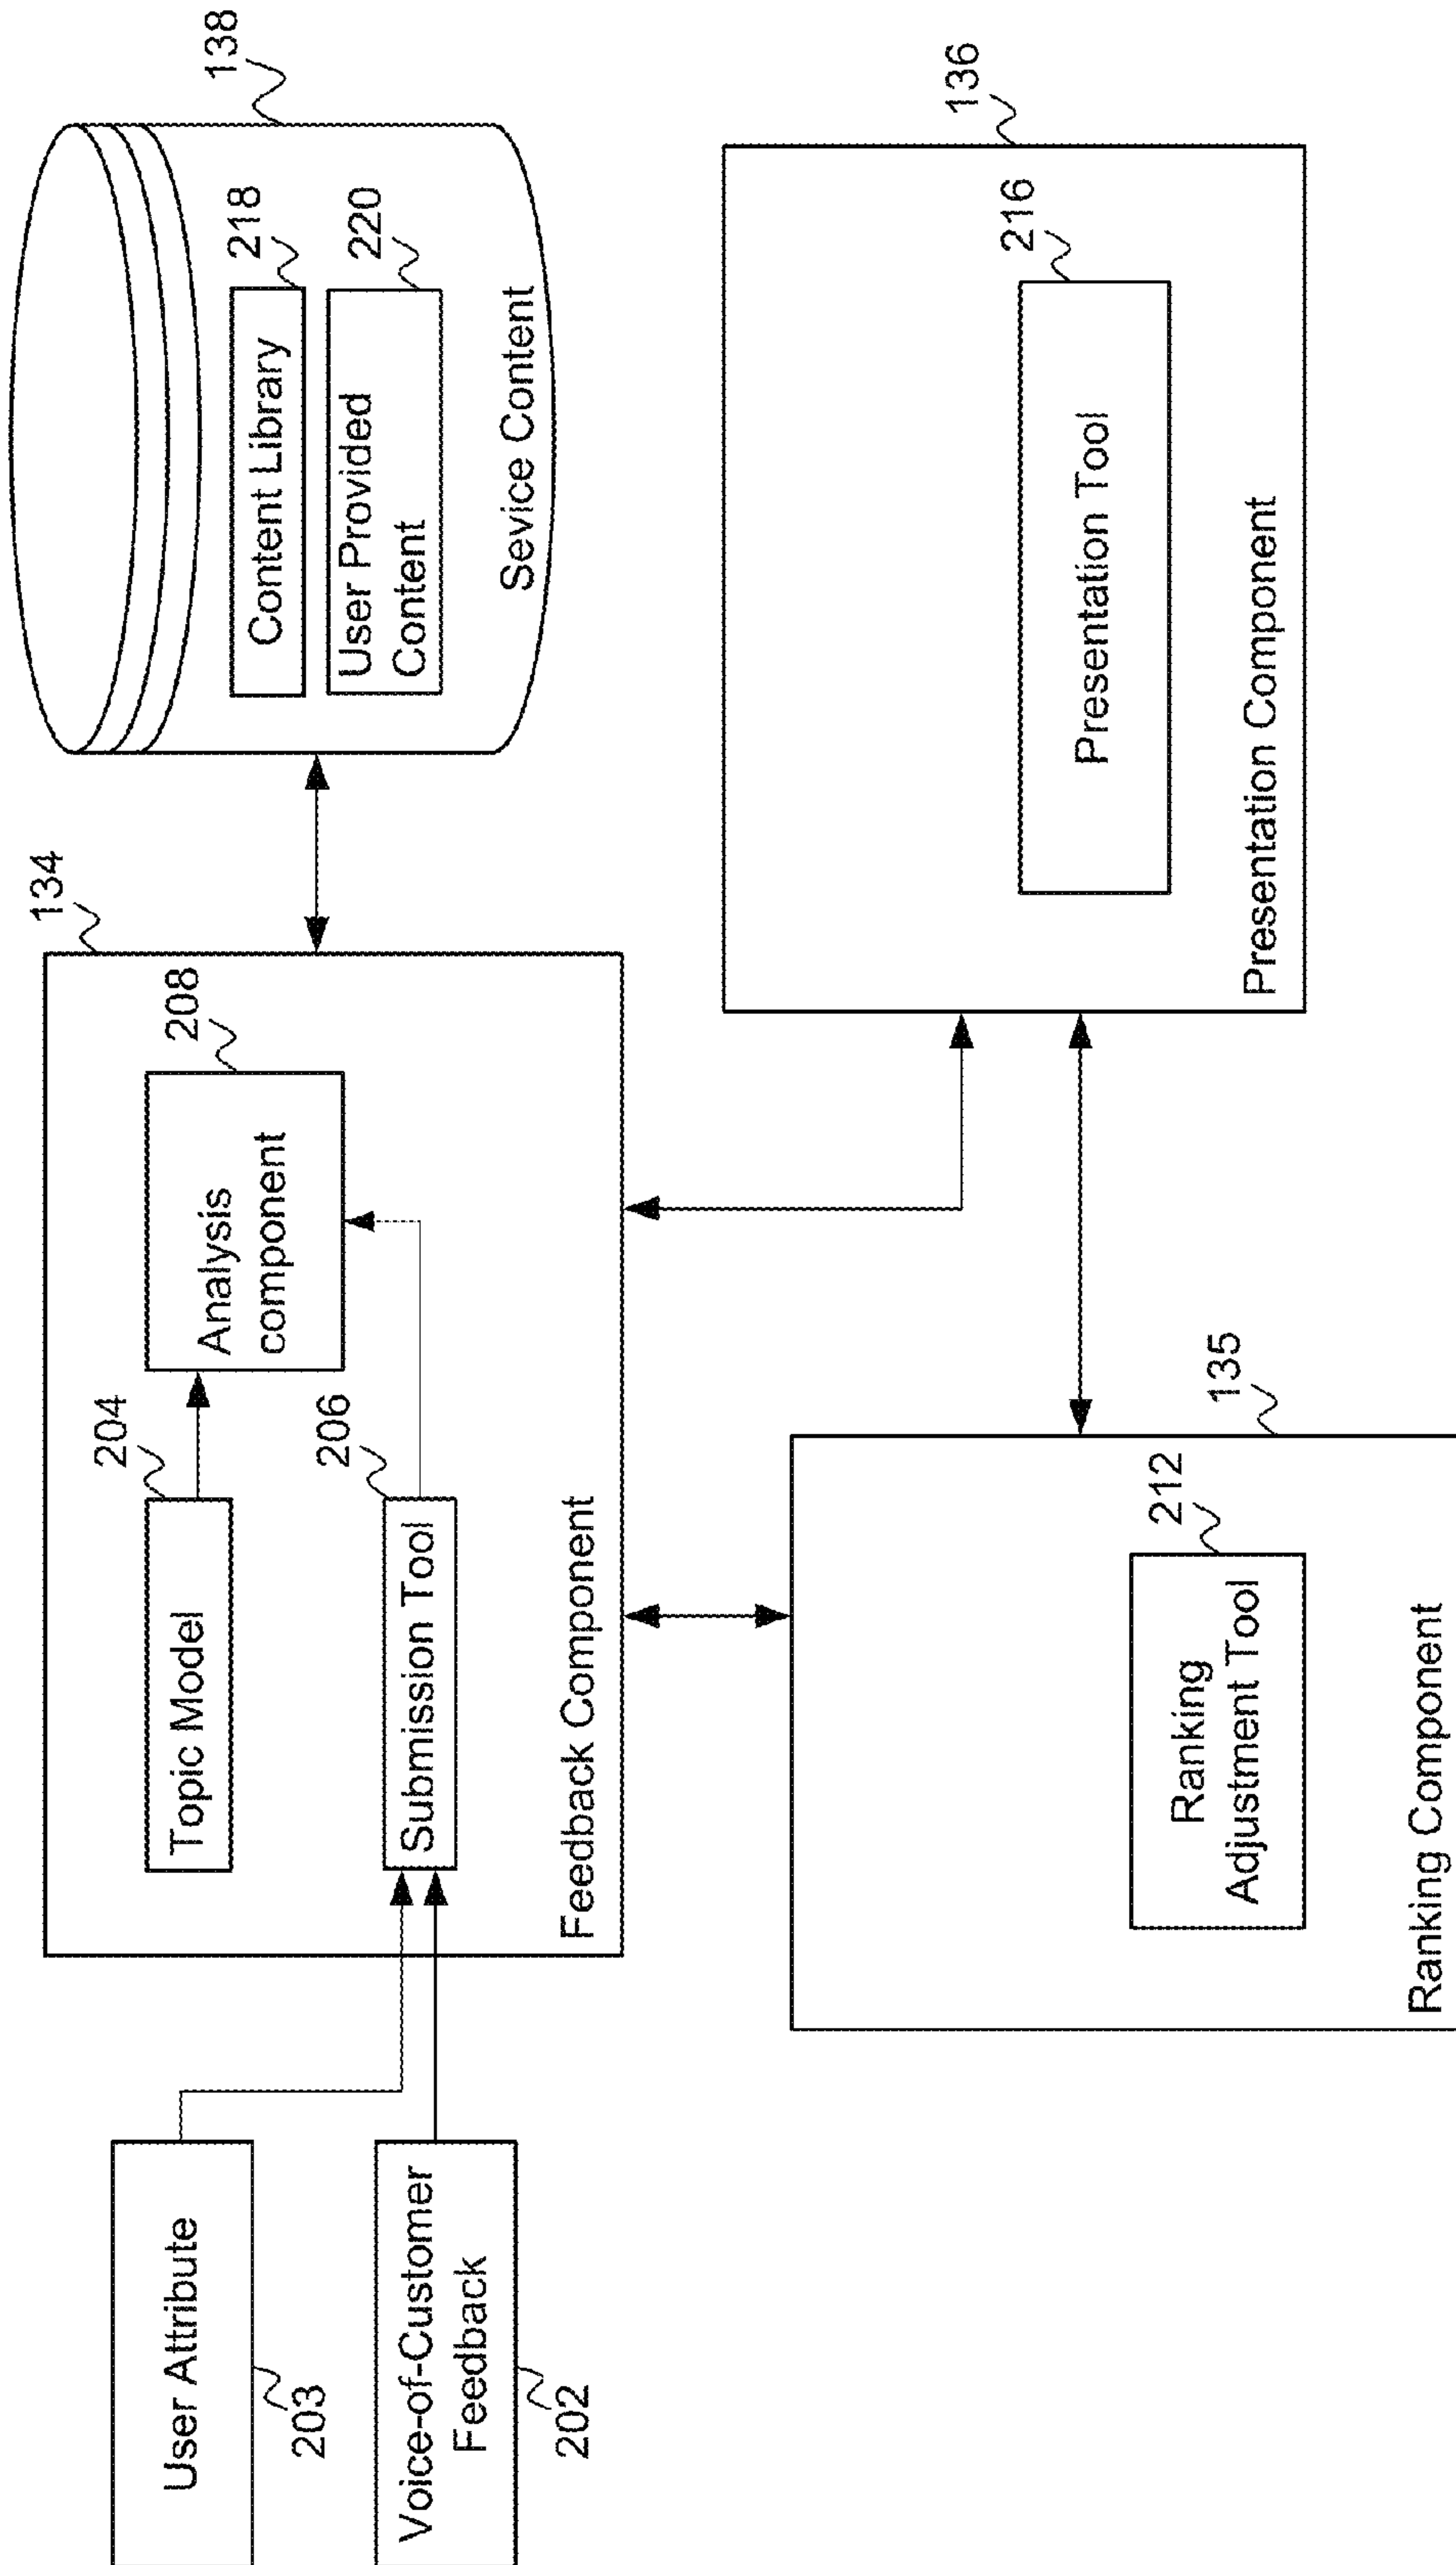 User Attribute
203
Voice-of-Customer
Feedback
202
134
Topic Model
204
Analysis
component
208
Submission Tool
206
Feedback Component
138
Content Library
218
User Provided
Content
220
Sevice Content
135
Ranking
Adjustment Tool
212
Ranking Component
136
Presentation Tool
216
Presentation Component